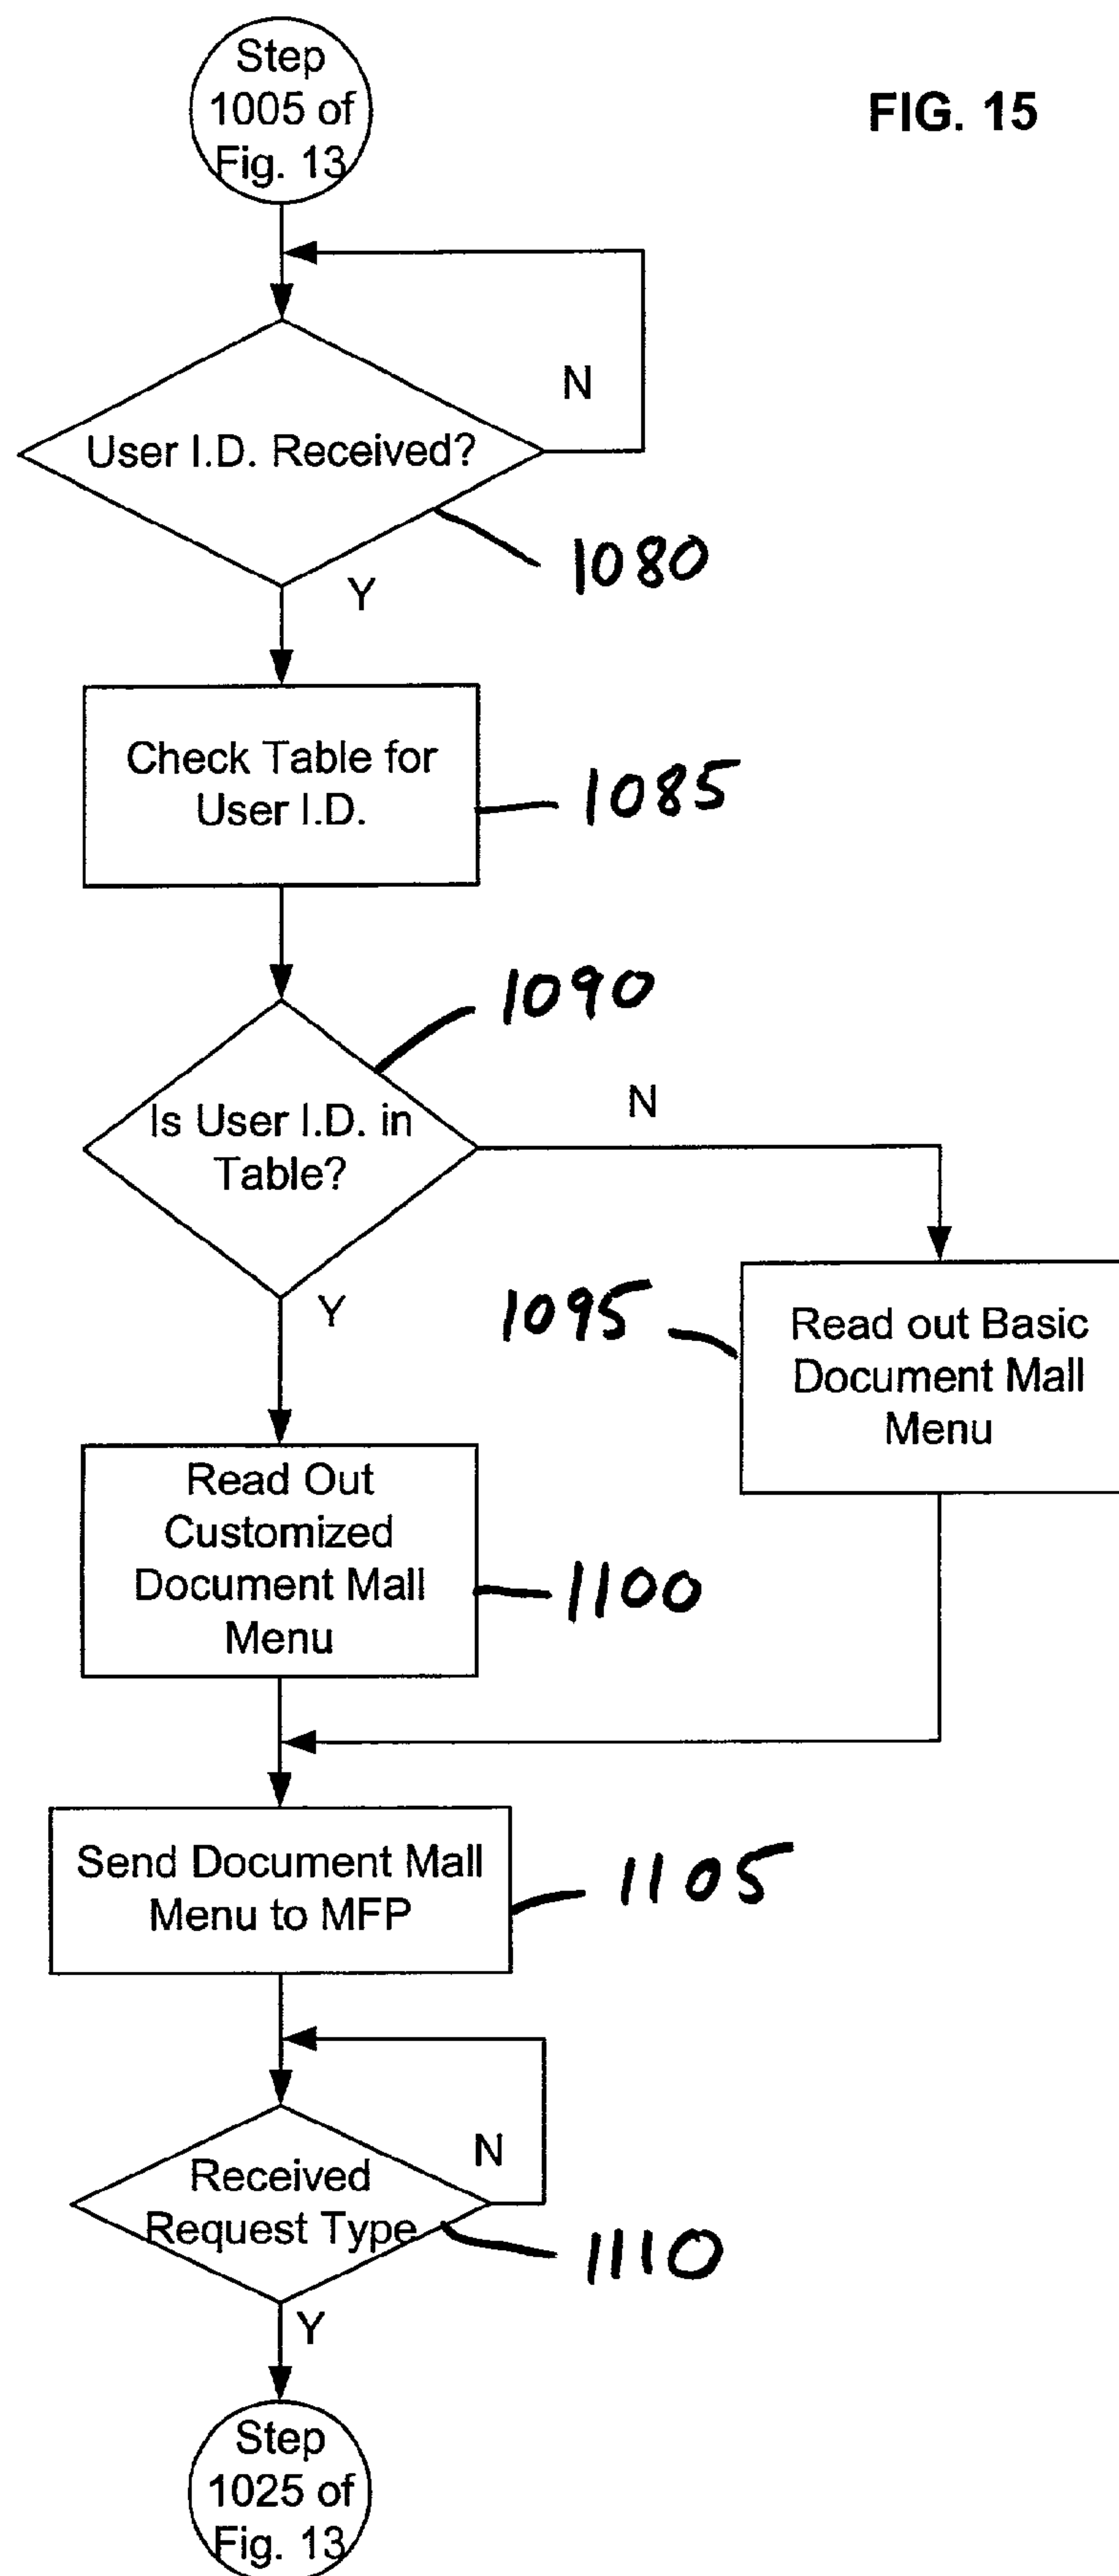 Step
1005 of
Fig. 13
FIG. 15
N
User I.D. Received?
1080
Y
Check Table for
User I.D.
1085
1090
N
Is User I.D. in
Table?
Y
1095
Read out Basic
Document Mall
Menu
Read Out
Customized
Document Mall
Menu
1100
Send Document Mall
Menu to MFP
1105
N
Received
Request Type
1110
Y
Step
1025 of
Fig. 13